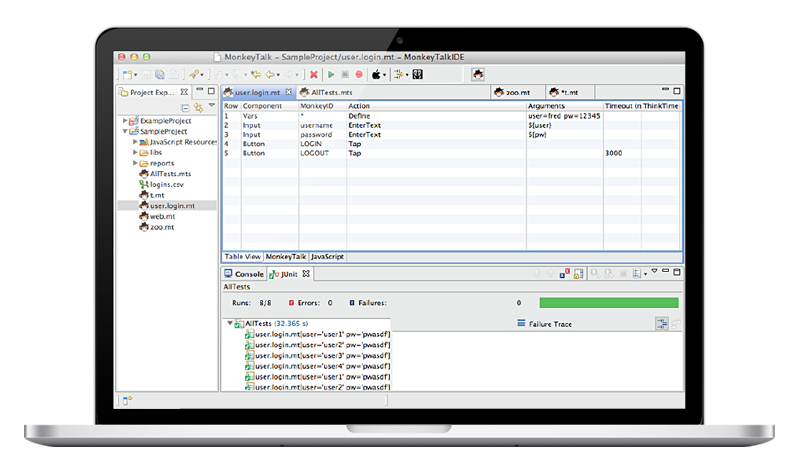 MonkeyTalk – SampleProject/user.login.mt – MonkeyTalkIDE
Project Exp...
user.login.mt
AllTests.mts
zoo.mt
*t.mt
Row Component MonkeyID Action Arguments Timeout (n ThinkTime
1 Vars * Define user=fred pw=12345
2 Input username EnterText ${user}
3 Input password EnterText ${pw}
4 Button LOGIN Tap
5 Button LOGOUT Tap 3000
ExampleProject
SampleProject
JavaScript Resources
libs
reports
AllTests.mts
logins.csv
t.mt
user.login.mt
web.mt
zoo.mt
Table View MonkeyTalk JavaScript
Console JUnit
AllTests
Runs: 8/8 Errors: 0 Failures: 0
AllTests (32.365 s)
Failure Trace
user.login.mt[user='user1' pw='pwasdf]
user.login.mt[user='user2' pw='pwasdf]
user.login.mt[user='user3' pw='pwasdf]
user.login.mt[user='user4' pw='pwasdf]
user.login.mt[user='user1' pw='pwasdf]
user.login.mt[user='user2' pw='pwasdf]